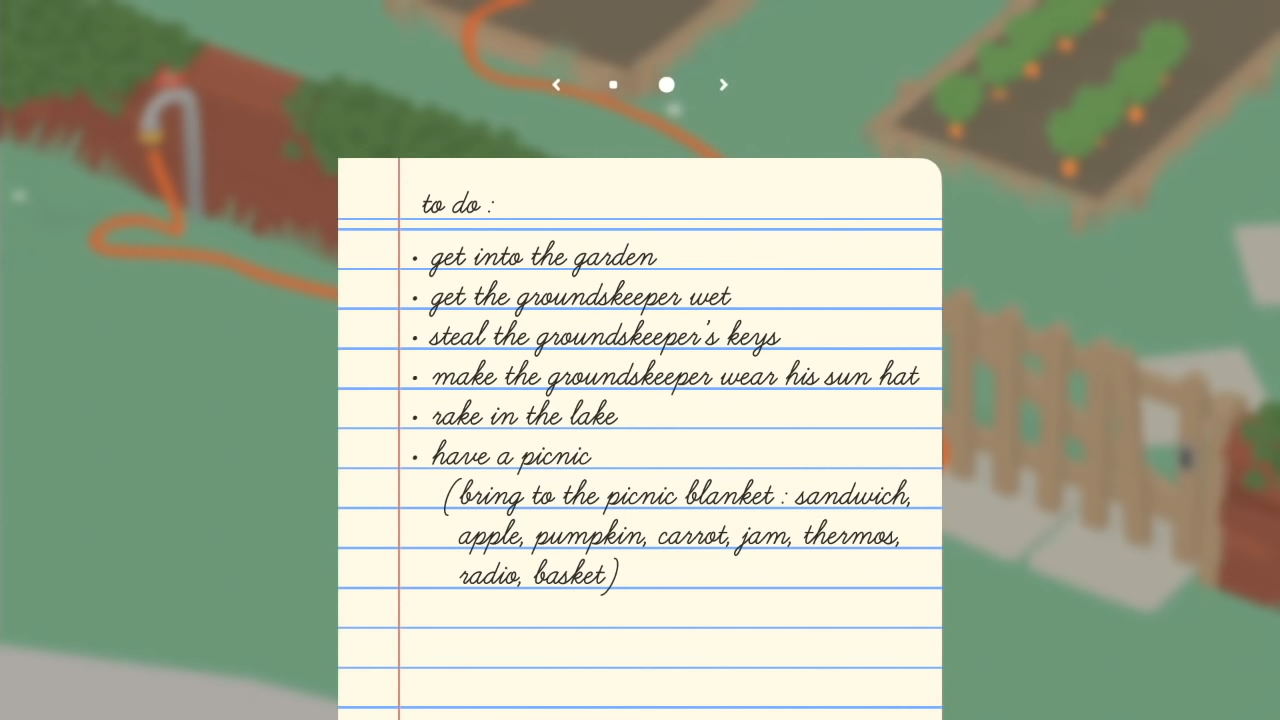 to do :
• get into the garden
• get the groundskeeper wet
• steal the groundskeeper's keys
• make the groundskeeper wear his sun hat
• rake in the lake
• have a picnic
(bring to the picnic blanket : sandwich,
apple, pumpkin, carrot, jam, thermos,
radio, basket)